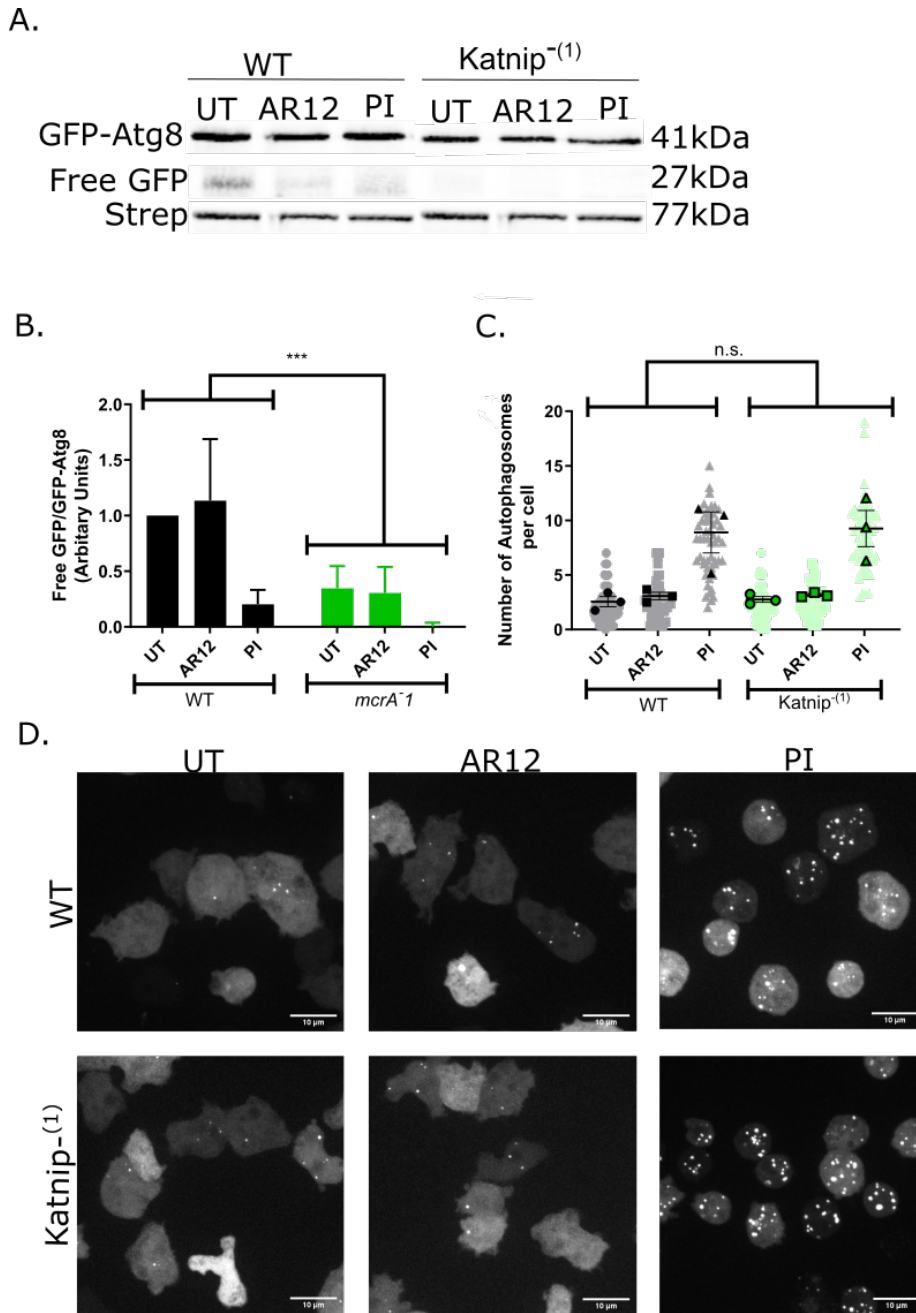 A.
WT Katnip-(1)
UT AR12 PI UT AR12 PI
GFP-Atg8 41kDa
Free GFP 27kDa
Strep 77kDa
B.
***
Free GFP/GFP-Atg8
(Arbitary Units)
2.0
1.5
1.0
0.5
0.0
UT AR12 PI UT AR12 PI
WT mcrA-1
C.
n.s.
Number of Autophagosomes
per cell
20
15
10
5
0
UT AR12 PI UT AR12 PI
WT Katnip-(1)
D.
UT AR12 PI
WT
10 µm 10 µm 10 µm
Katnip-(1)
10 µm 10 µm 10 µm